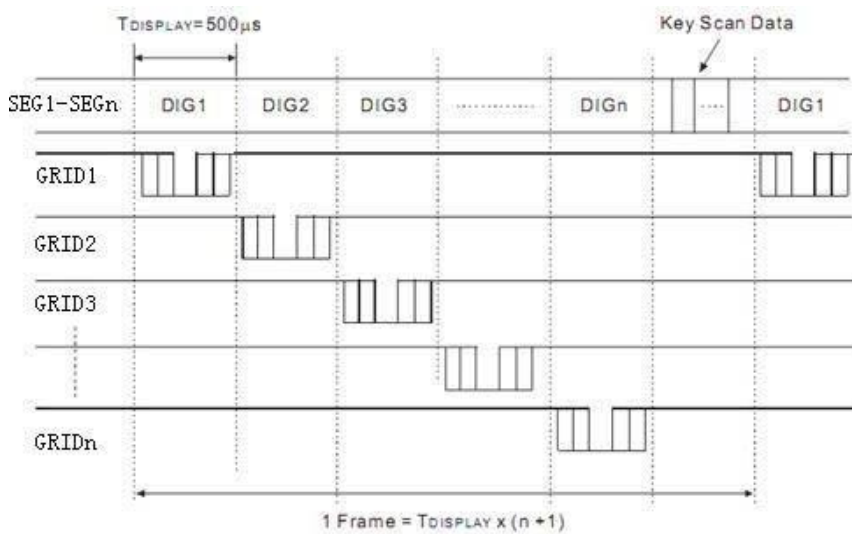 TDISPLAY=500μs
Key Scan Data
SEG1-SEGn DIG1 DIG2 DIG3 DIGn DIG1
GRID1
GRID2
GRID3
GRIDn
1 Frame = TDISPLAY x (n +1)